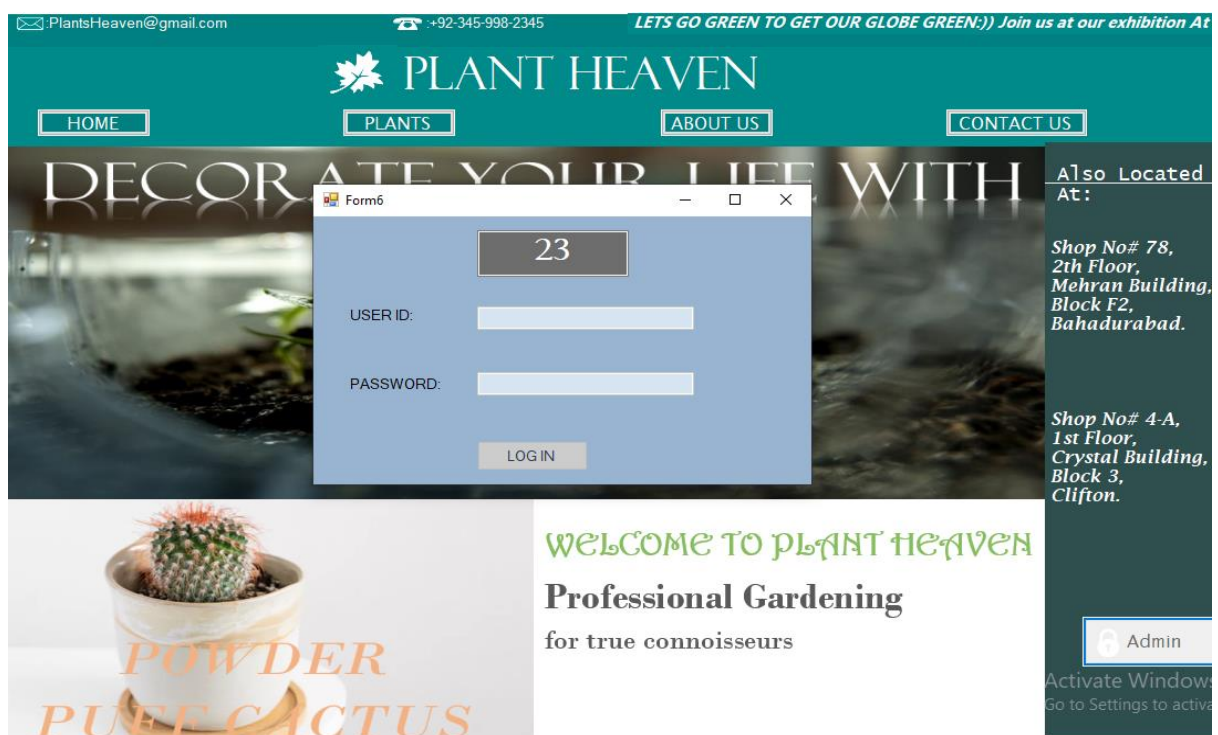 :PlantsHeaven@gmail.com
:+92-345-998-2345
LETS GO GREEN TO GET OUR GLOBE GREEN:)) Join us at our exhibition At
PLANT HEAVEN
HOME
PLANTS
ABOUT US
CONTACT US
DECORATE YOUR LIFE WITH
Form6
23
USER ID:
PASSWORD:
LOG IN
Also Located
At:
Shop No# 78,
2th Floor,
Mehran Building,
Block F2,
Bahadurabad.
Shop No# 4-A,
1st Floor,
Crystal Building,
Block 3,
Clifton.
WELCOME TO PLANT HEAVEN
Professional Gardening
for true connoisseurs
POWDER
PUFF CACTUS
Admin
Activate Windows
Go to Settings to activa